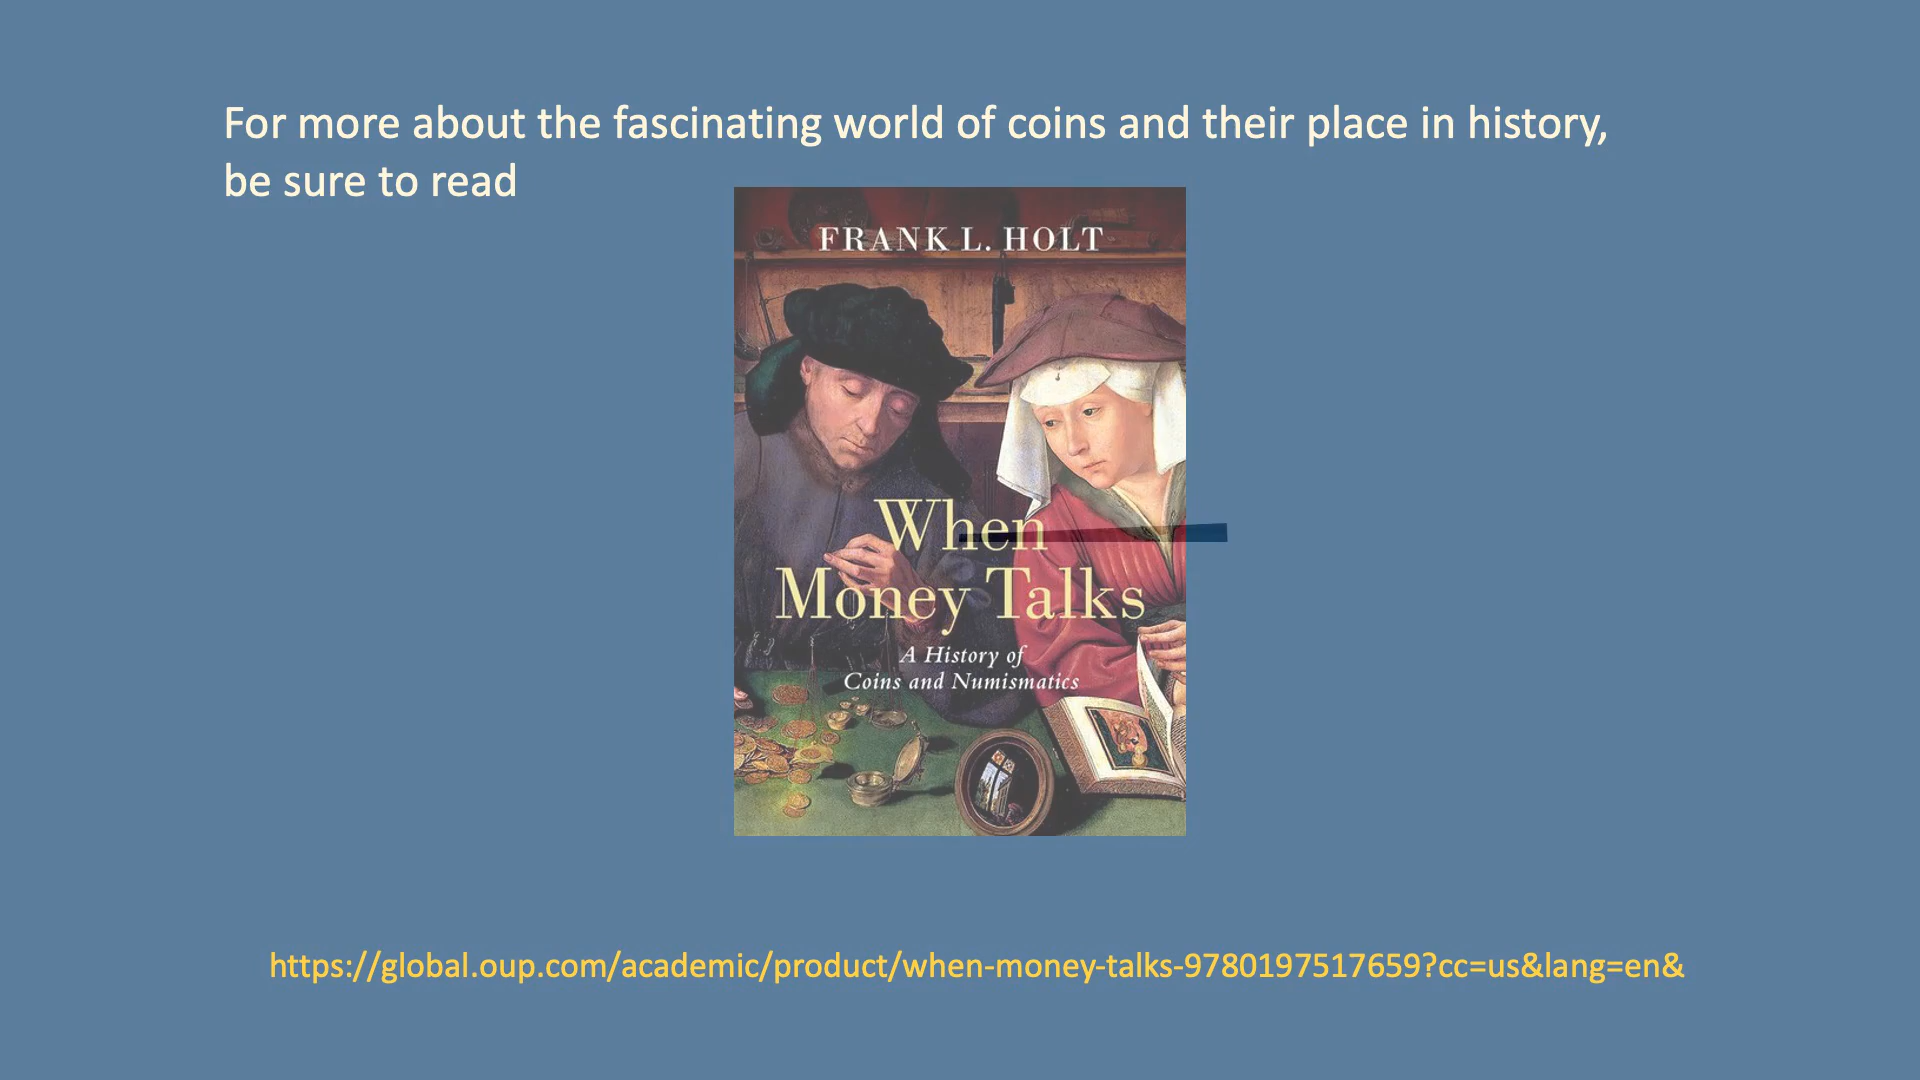 For more about the fascinating world of coins and their place in history,
be sure to read
FRANK L. HOLT
When
Money Talks
A History of
Coins and Numismatics
https://global.oup.com/academic/product/when-money-talks-9780197517659?cc=us&lang=en&